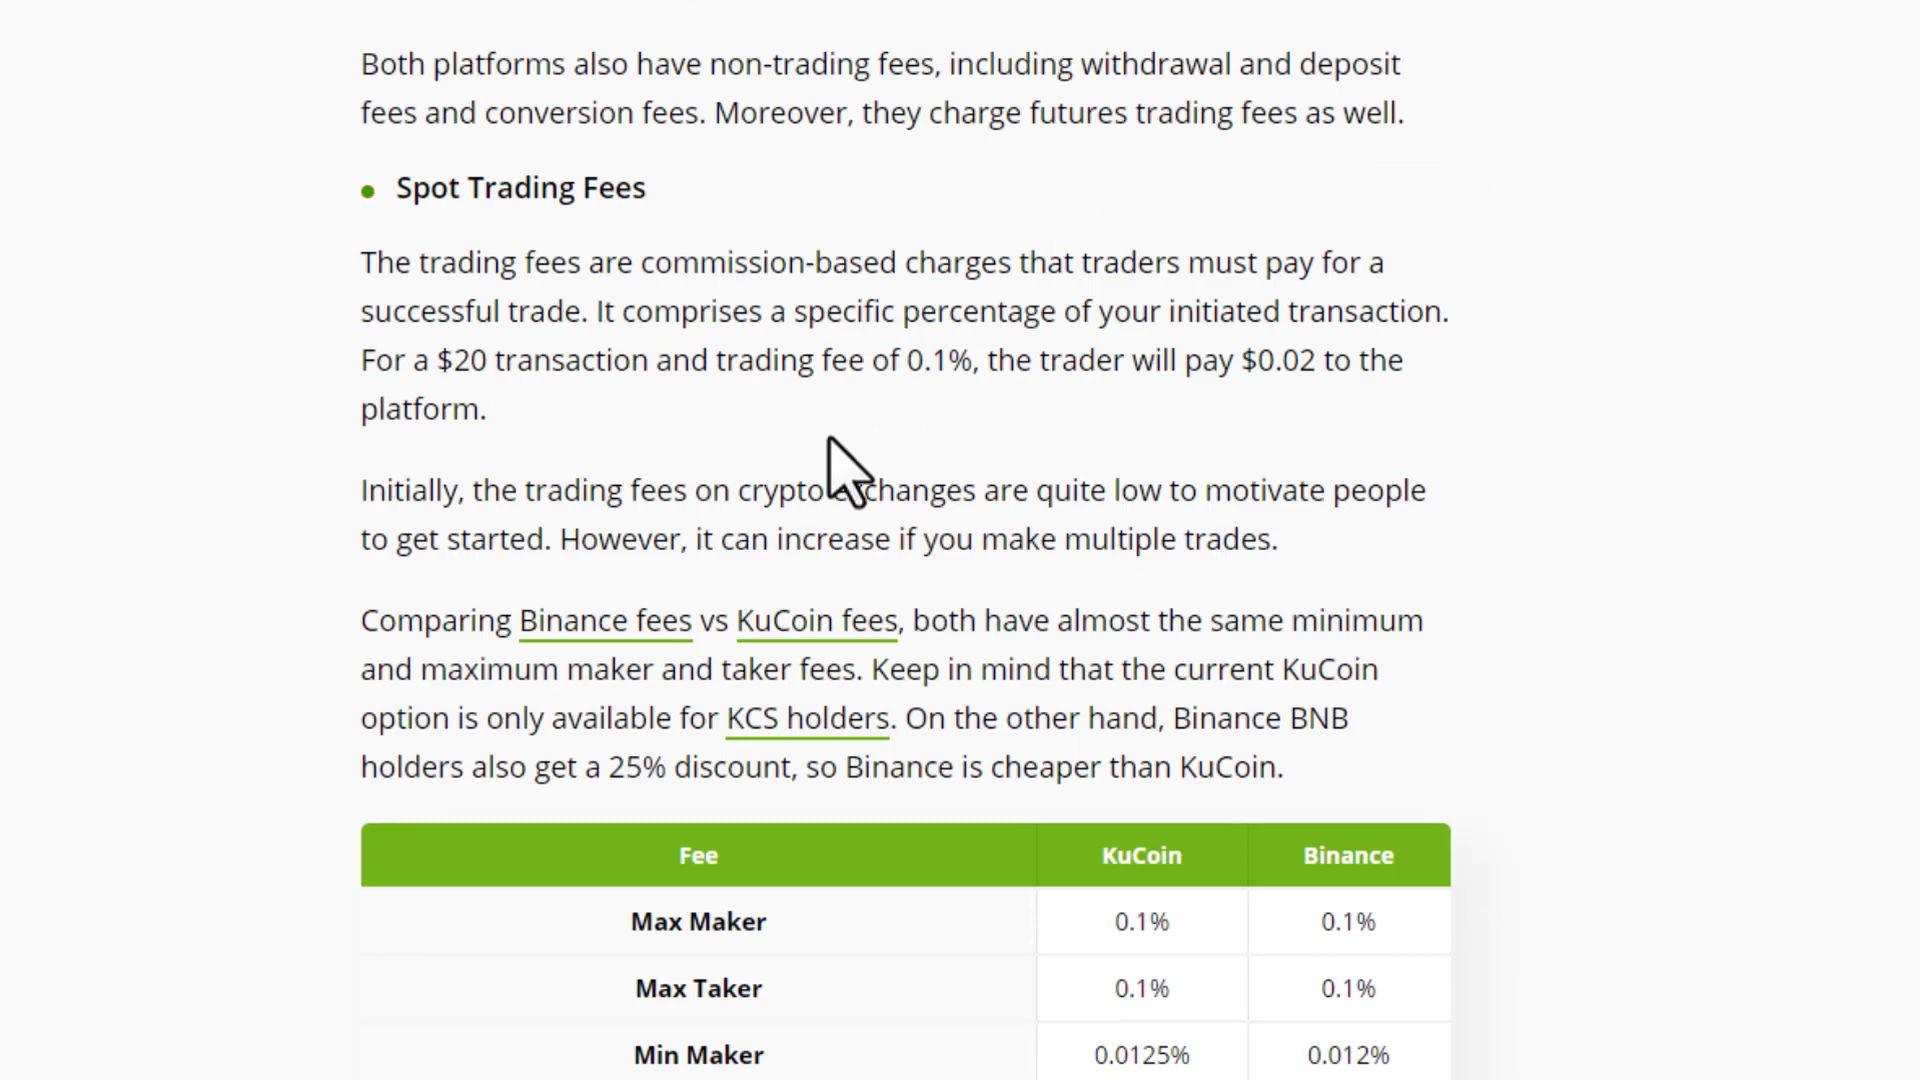 Both platforms also have non-trading fees, including withdrawal and deposit
fees and conversion fees. Moreover, they charge futures trading fees as well.
Spot Trading Fees
The trading fees are commission-based charges that traders must pay for a
successful trade. It comprises a specific percentage of your initiated transaction.
For a $20 transaction and trading fee of 0.1%, the trader will pay $0.02 to the
platform.
Initially, the trading fees on crypto exchanges are quite low to motivate people
to get started. However, it can increase if you make multiple trades.
Comparing Binance fees vs KuCoin fees, both have almost the same minimum
and maximum maker and taker fees. Keep in mind that the current KuCoin
option is only available for KCS holders. On the other hand, Binance BNB
holders also get a 25% discount, so Binance is cheaper than KuCoin.
Fee KuCoin Binance
Max Maker 0.1% 0.1%
Max Taker 0.1% 0.1%
Min Maker 0.0125% 0.012%